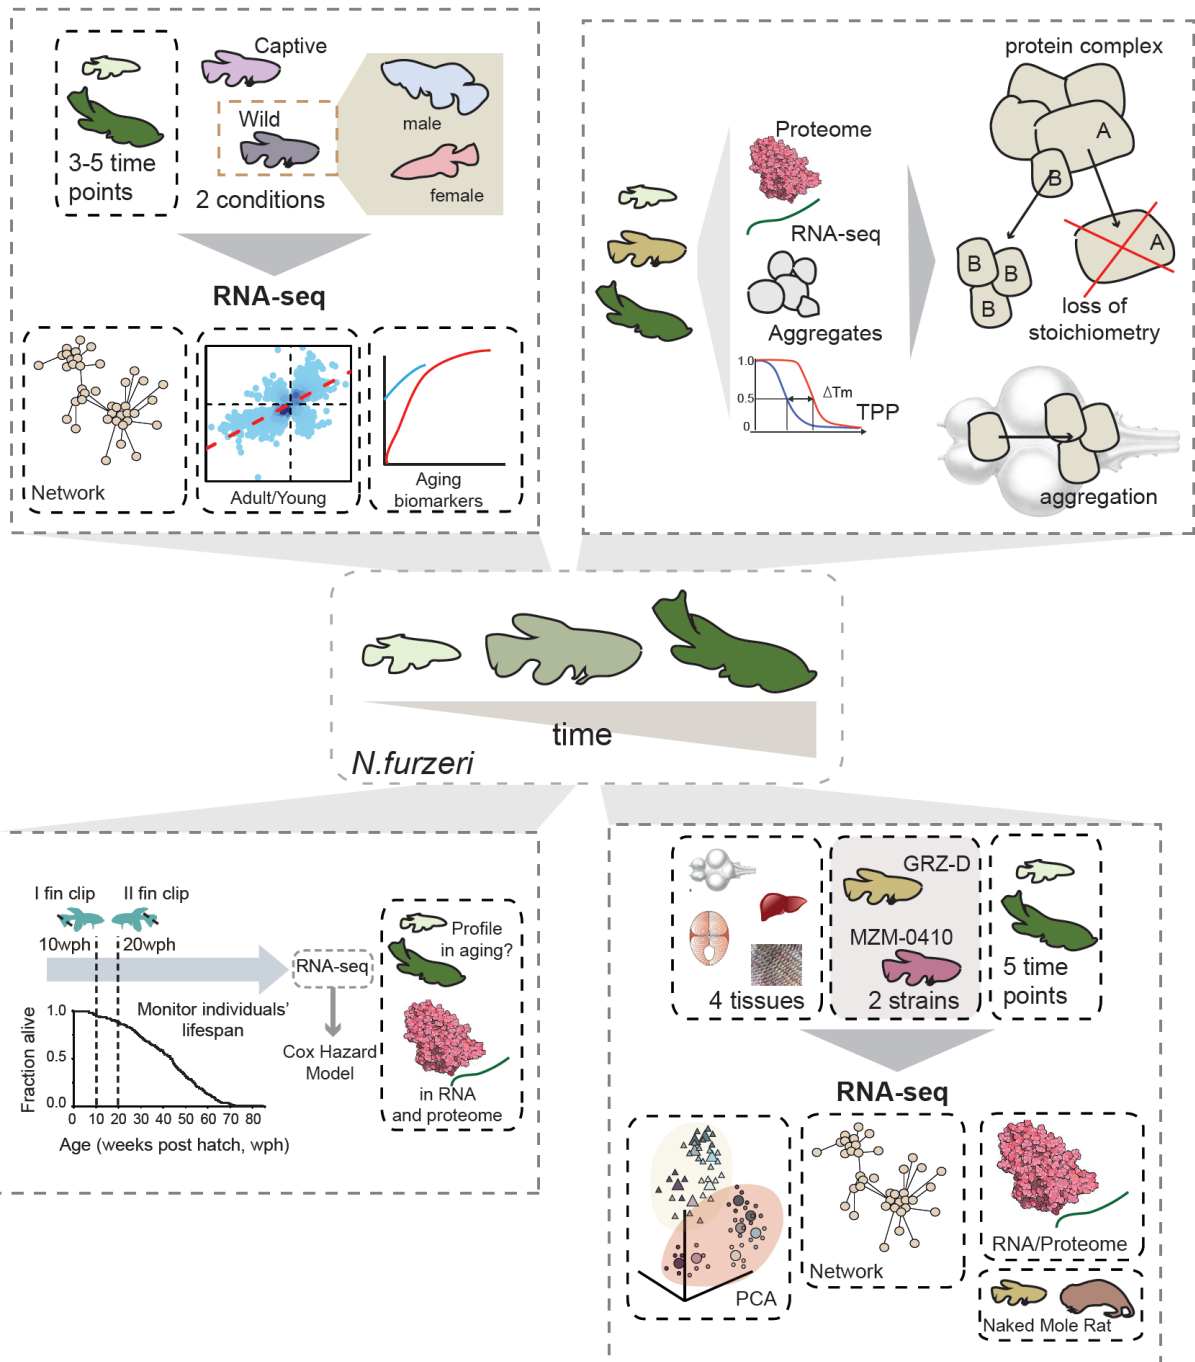 Captive
Wild
male
female
3-5 time
points
2 conditions
RNA-seq
Network
Adult/Young
Aging
biomarkers
protein complex
A
B
Proteome
RNA-seq
Aggregates
1.0
0.5
0
ΔTm
TPP
B
B
B
A
loss of
stoichiometry
aggregation
time
N.furzeri
I fin clip
II fin clip
10wph
20wph
RNA-seq
Monitor individuals'
lifespan
Cox Hazard
Model
Fraction alive
1.0
0.5
0.0
0 10 20 30 40 50 60 70 80
Age (weeks post hatch, wph)
Profile
in aging?
in RNA
and proteome
4 tissues
GRZ-D
MZM-0410
2 strains
5 time
points
RNA-seq
PCA
Network
RNA/Proteome
Naked Mole Rat